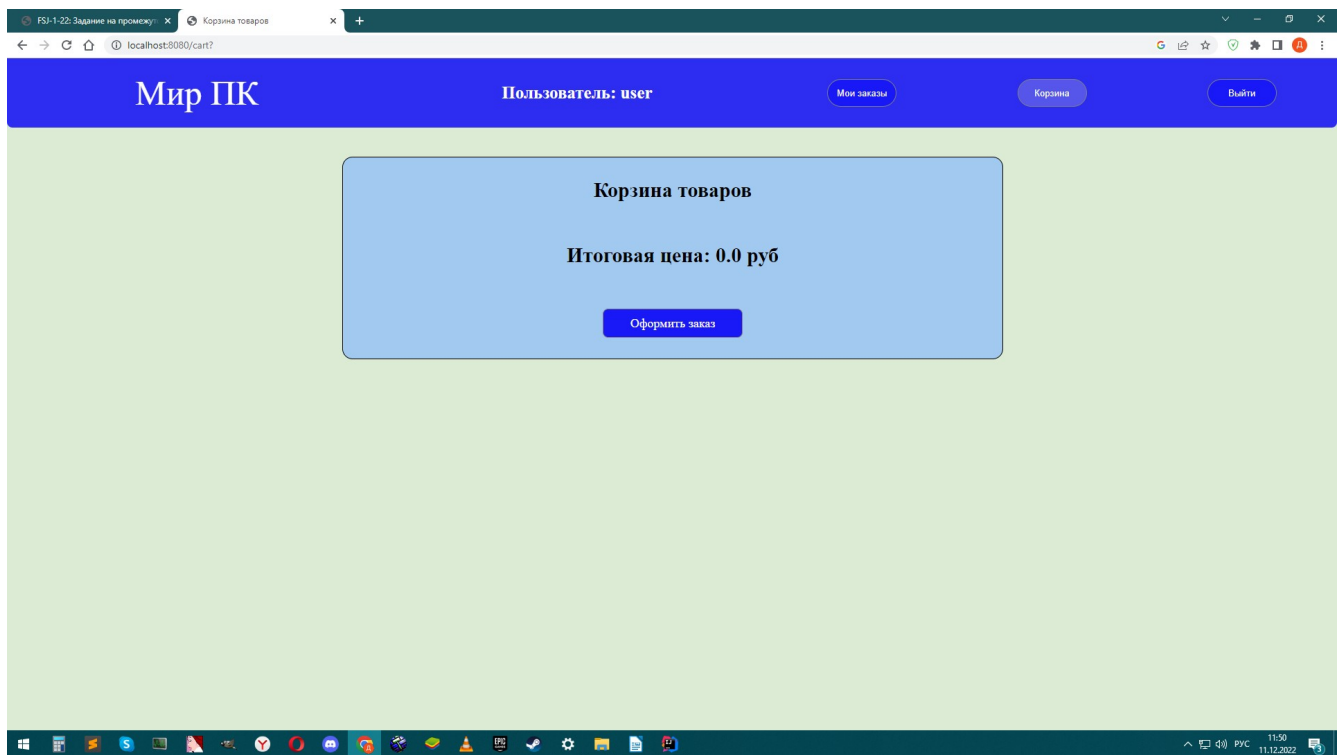 FSJ-1-22: Задание на промежут
Корзина товаров
localhost:8080/cart?
Мир ПК
Пользователь: user
Мои заказы
Корзина
Выйти
Корзина товаров
Итоговая цена: 0.0 руб
Оформить заказ
РУС
11:50
11.12.2022